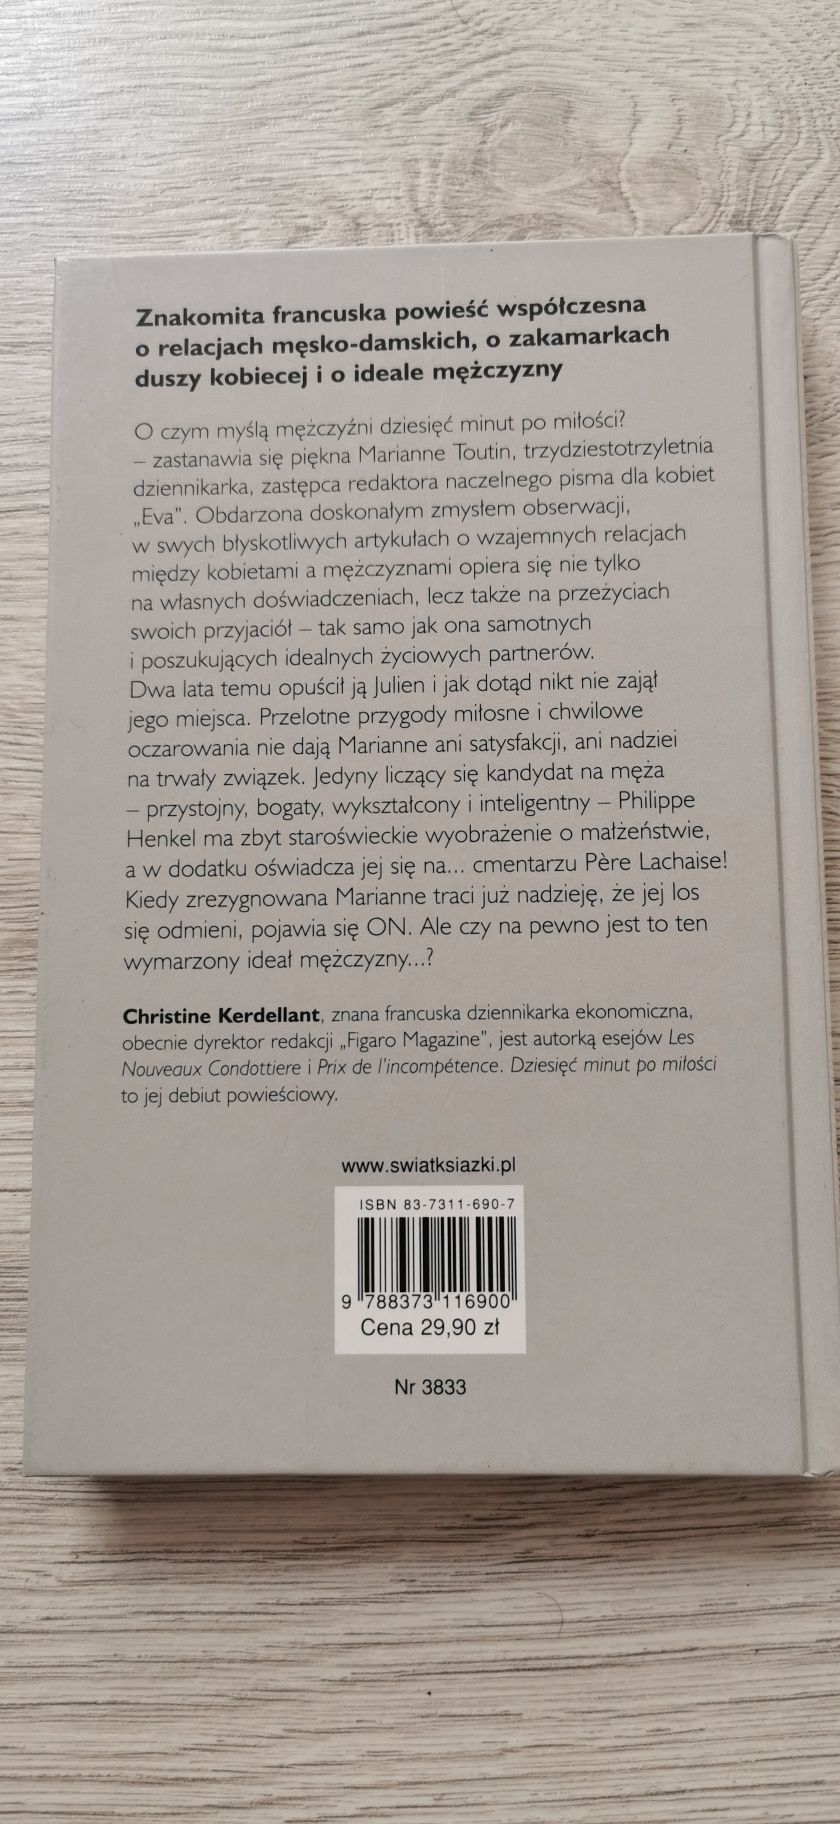 Znakomita francuska powieść współczesna
o relacjach męsko-damskich, o zakamarkach
duszy kobiecej i o ideale mężczyzny
O czym myślą mężczyźni dziesięć minut po miłości?
– zastanawia się piękna Marianne Toutin, trzydziestotrzyletnia
dziennikarka, zastępca redaktora naczelnego pisma dla kobiet
„Eva”. Obdarzona doskonałym zmysłem obserwacji,
w swych błyskotliwych artykułach o wzajemnych relacjach
między kobietami a mężczyznami opiera się nie tylko
na własnych doświadczeniach, lecz także na przeżyciach
swoich przyjaciół – tak samo jak ona samotnych
i poszukujących idealnych życiowych partnerów.
Dwa lata temu opuścił ją Julien i jak dotąd nikt nie zajął
jego miejsca. Przelotne przygody miłosne i chwilowe
oczarowania nie dają Marianne ani satysfakcji, ani nadziei
na trwały związek. Jedyny liczący się kandydat na męża
– przystojny, bogaty, wykształcony i inteligentny – Philippe
Henkel ma zbyt staroświeckie wyobrażenie o małżeństwie,
a w dodatku oświadcza jej się na... cmentarzu Père Lachaise!
Kiedy zrezygnowana Marianne traci już nadzieję, że jej los
się odmieni, pojawia się ON. Ale czy na pewno jest to ten
wymarzony ideał mężczyzny...?
Christine Kerdellant, znana francuska dziennikarka ekonomiczna,
obecnie dyrektor redakcji „Figaro Magazine”, jest autorką esejów Les
Nouveaux Condottiere i Prix de l'incompétence. Dziesięć minut po miłości
to jej debiut powieściowy.
www.swiatksiazki.pl
ISBN 83-7311-690-7
9 788373 116900
Cena 29,90 zł
Nr 3833